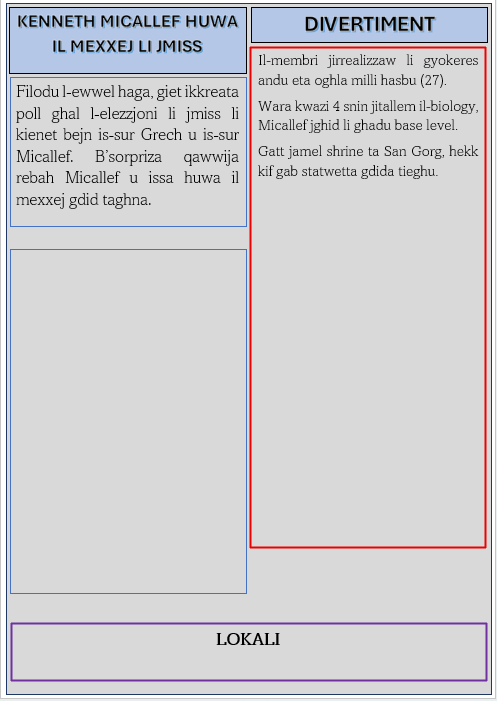 KENNETH MICALLEF HUWA
IL MEXXEJ LI JMISS
Filodu l-ewwel haga, giet ikkreata
poll ghal l-elezzjoni li jmiss li
kienet bejn is-sur Grech u is-sur
Micallef. B’sorpriza qawwija
rebah Micallef u issa huwa il
mexxej gdid taghna.
DIVERTIMENT
Il-membri jirrealizzaw li gyokeres
andu eta oghla milli hasbu (27).
Wara kwazi 4 snin jitallem il-biology,
Micallef jghid li ghadu base level.
Gatt jamel shrine ta San Gorg, hekk
kif gab statwetta gdida tieghu.
LOKALI